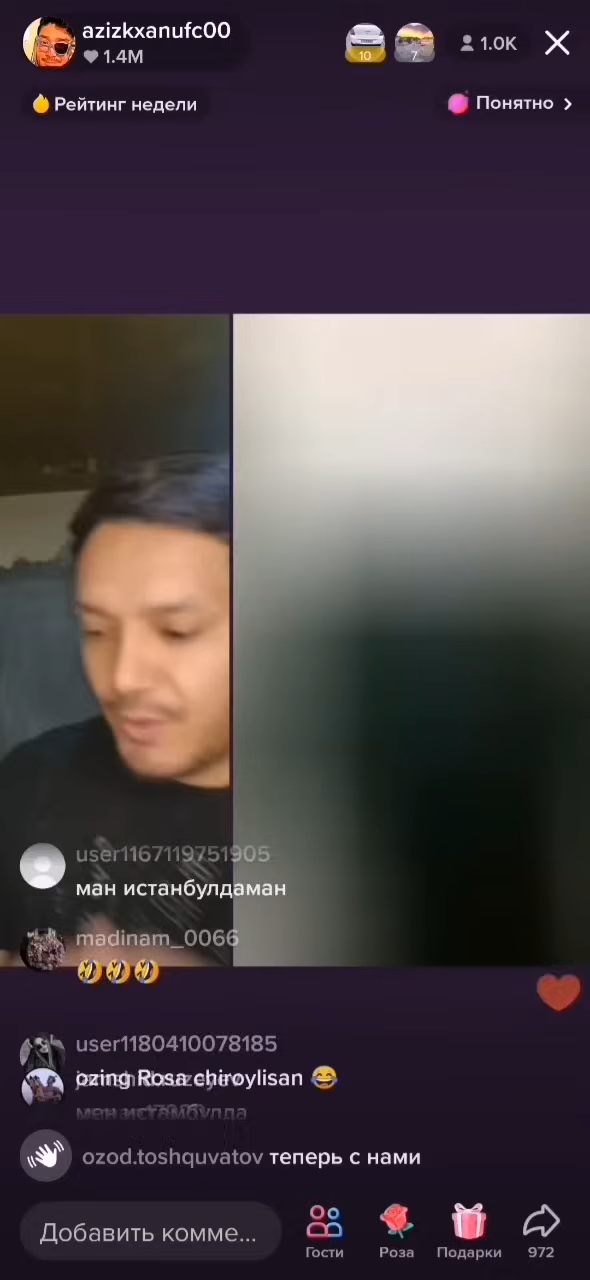 azizkxanufc00
1.4M
10
7
1.0K
Рейтинг недели
Понятно
user1167119751905
ман истанбулдаман
madinam_0066
🤣🤣🤣
user1180410078185
ozing Rosa chiroylisan 😂
ozod.toshquvatov теперь с нами
Добавить комме...
Гости
Роза
Подарки
972